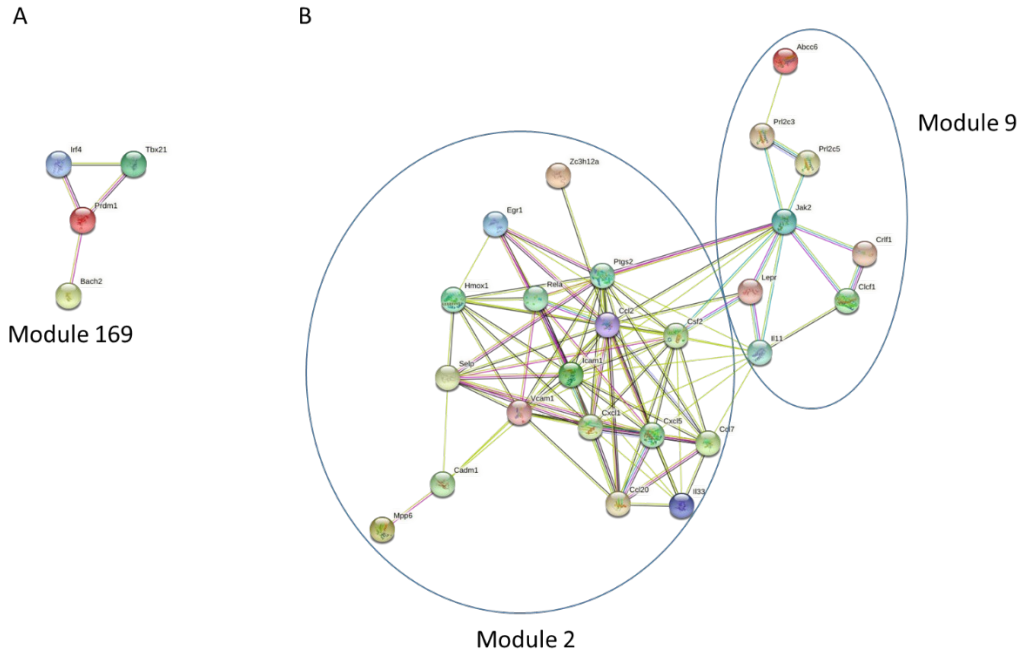 A
B
Abcc6
Module 9
Prl2c3
Irf4
Tbx21
Prl2c5
Zc3h12a
Prdm1
Egr1
Jak2
Crlf1
Ptgs2
Bach2
Hmox1
Rela
Lepr
Clcf1
Ccl2
Csf2
Module 169
Il11
Selp
Icam1
Vcam1
Cxcl1
Cxcl5
Ccl7
Cadm1
Ccl20
Il33
Mpp6
Module 2